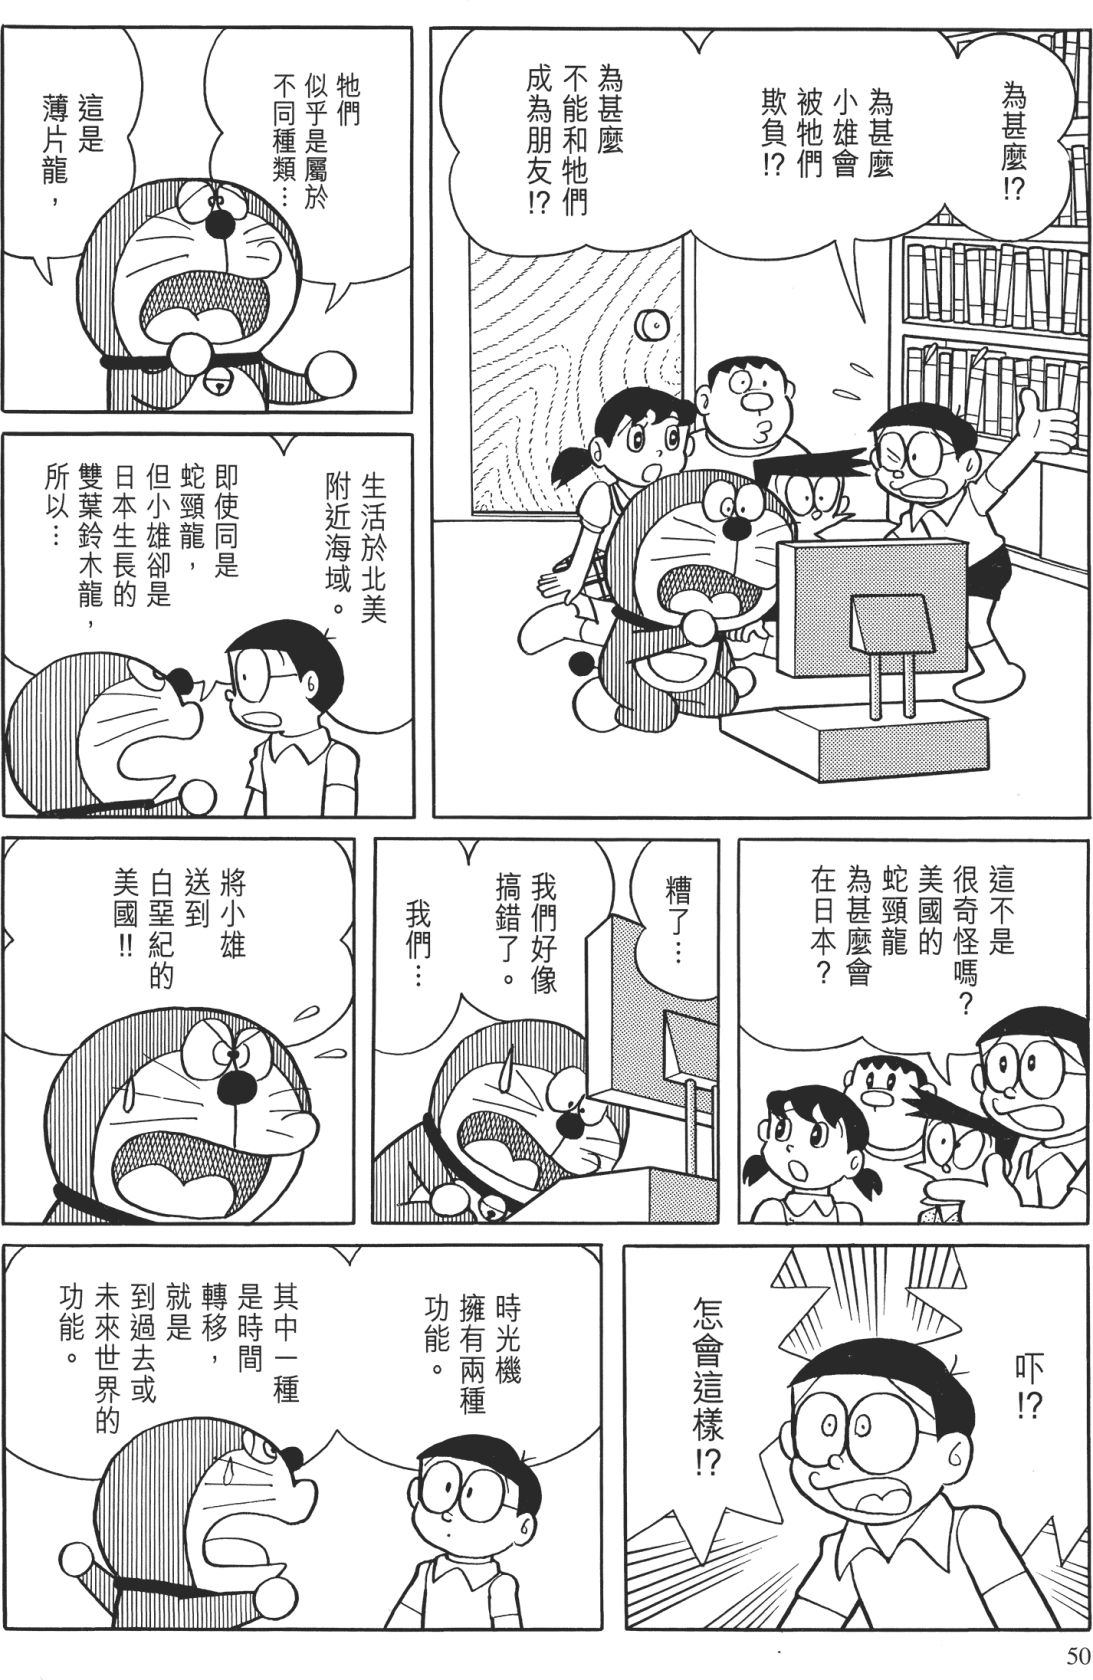 為甚麼!?
為甚麼
小雄會
被牠們
欺負!?
為甚麼
不能和牠們
成為朋友!?
牠們
似乎是屬於
不同種類…
這是
薄片龍，
生活於北美
附近海域。
即使同是
蛇頸龍，
但小雄卻是
日本生長的
雙葉鈴木龍，
所以…
這不是
很奇怪嗎？
美國的
蛇頸龍
為甚麼會
在日本？
糟了…
我們好像
搞錯了。
我們…
將小雄
送到
白堊紀的
美國!!
吓!?
怎會這樣!?
時光機
擁有兩種
功能。
其中一種
是時間
轉移，
就是
到過去或
未來世界的
功能。
50